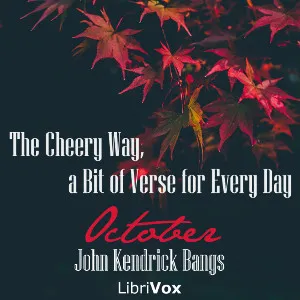 The Cheery Way,
a Bit of Verse for Every Day
October
John Kendrick Bangs
LibriVox